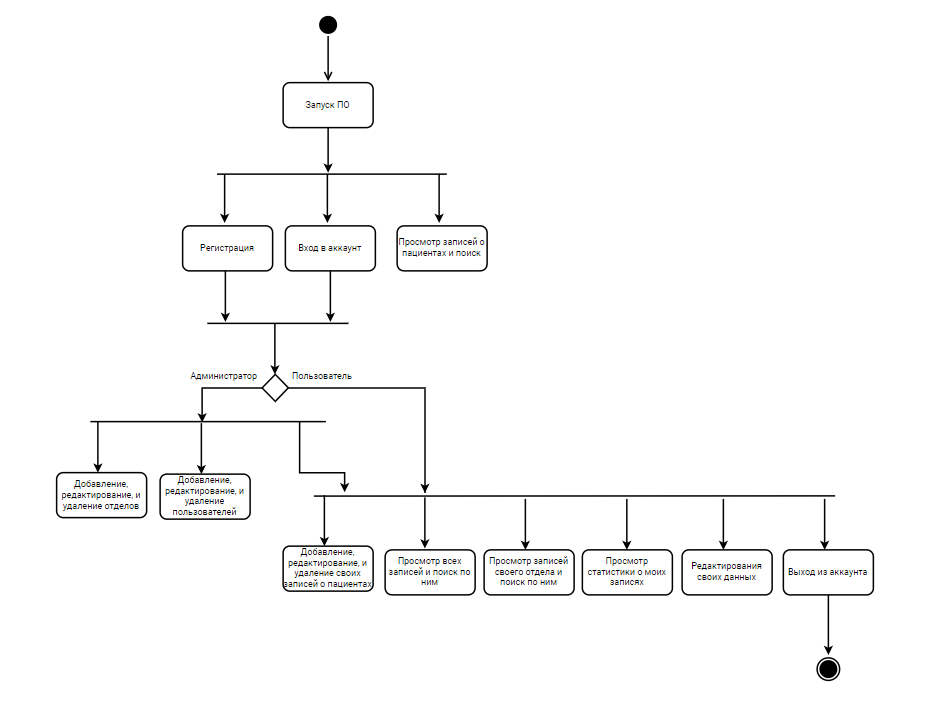 Запуск ПО
Регистрация
Вход в аккаунт
Просмотр записей о
пациентах и поиск
Администратор
Пользователь
Добавление,
редактирование, и
удаление отделов
Добавление,
редактирование, и
удаление
пользователей
Добавление,
редактирование, и
удаление своих
записей о пациентах
Просмотр всех
записей и поиск по
ним
Просмотр записей
своего отдела и
поиск по ним
Просмотр
статистики о моих
записях
Редактирования
своих данных
Выход из аккаунта